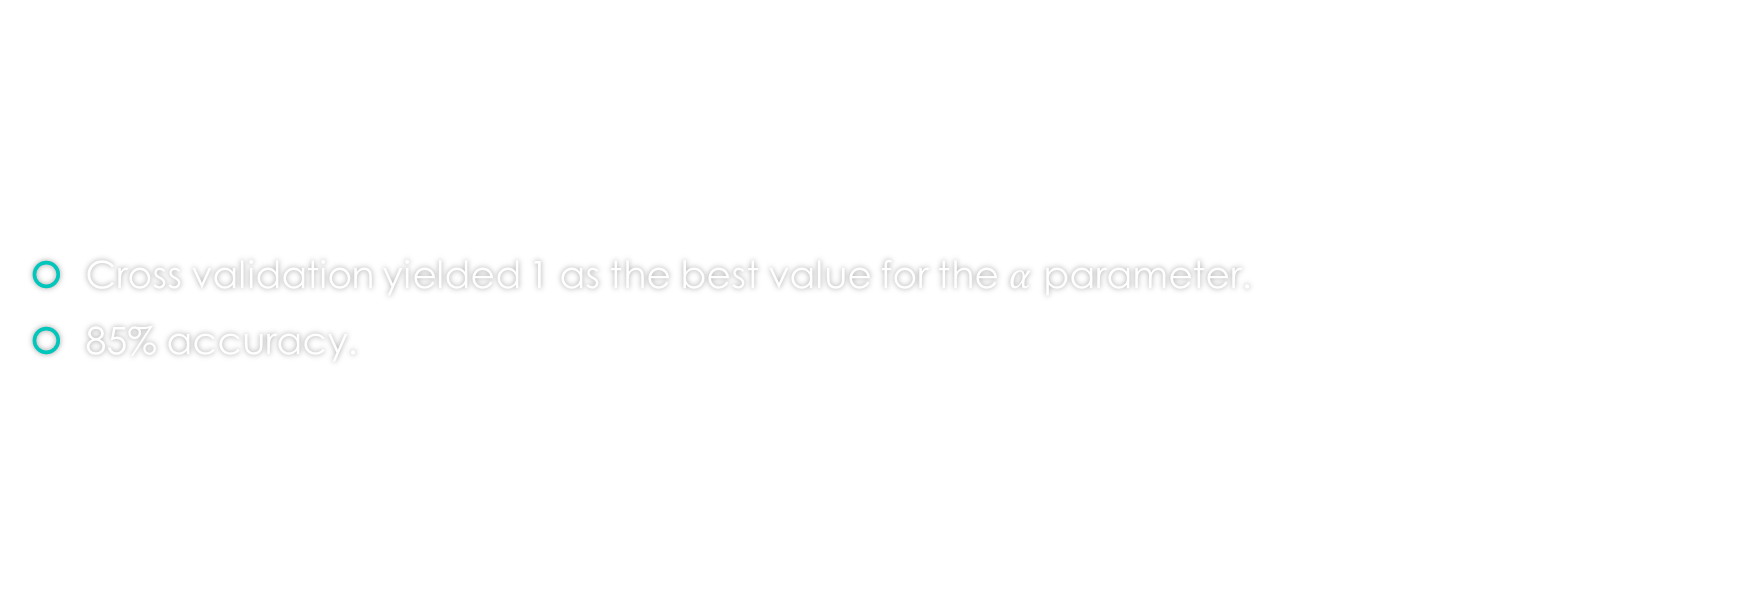 Cross validation yielded 1 as the best value for the α parameter.
85% accuracy.